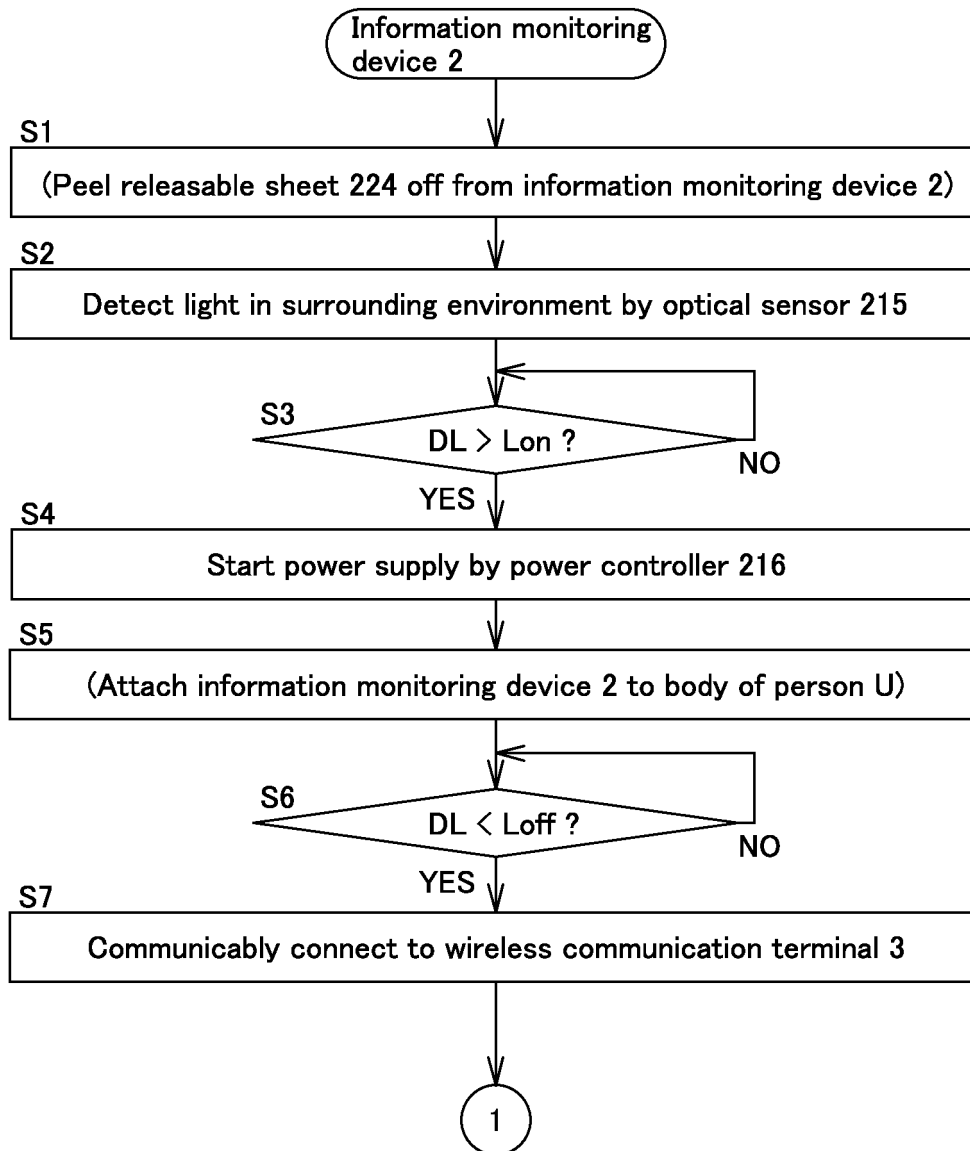 Information monitoring
device 2
S1
(Peel releasable sheet 224 off from information monitoring device 2)
S2
Detect light in surrounding environment by optical sensor 215
S3
DL > Lon ?
NO
YES
S4
Start power supply by power controller 216
S5
(Attach information monitoring device 2 to body of person U)
S6
DL < Loff ?
NO
YES
S7
Communicably connect to wireless communication terminal 3
1